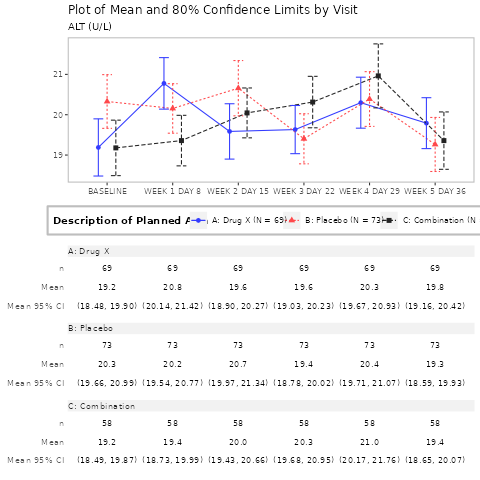 Plot of Mean and 80% Confidence Limits by Visit
ALT (U/L)
21
20
19
BASELINE WEEK 1 DAY 8 WEEK 2 DAY 15 WEEK 3 DAY 22 WEEK 4 DAY 29 WEEK 5 DAY 36
Description of Planned A: Drug X (N = 69) B: Placebo (N = 73) C: Combination (N
A: Drug X
n 69 69 69 69 69 69
Mean 19.2 20.8 19.6 19.6 20.3 19.8
Mean 95% CI (18.48, 19.90) (20.14, 21.42) (18.90, 20.27) (19.03, 20.23) (19.67, 20.93) (19.16, 20.42)
B: Placebo
n 73 73 73 73 73 73
Mean 20.3 20.2 20.7 19.4 20.4 19.3
Mean 95% CI (19.66, 20.99) (19.54, 20.77) (19.97, 21.34) (18.78, 20.02) (19.71, 21.07) (18.59, 19.93)
C: Combination
n 58 58 58 58 58 58
Mean 19.2 19.4 20.0 20.3 21.0 19.4
Mean 95% CI (18.49, 19.87) (18.73, 19.99) (19.43, 20.66) (19.68, 20.95) (20.17, 21.76) (18.65, 20.07)